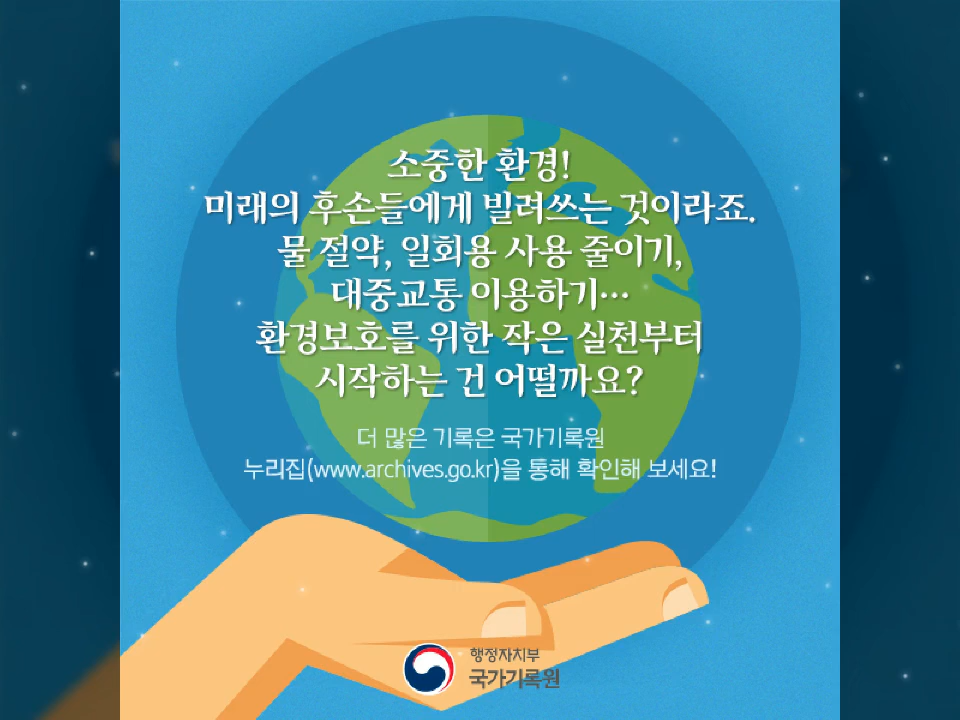 소중한 환경!
미래의 후손들에게 빌려쓰는 것이라죠.
물 절약, 일회용 사용 줄이기,
대중교통 이용하기…
환경보호를 위한 작은 실천부터
시작하는 건 어떨까요?
더 많은 기록은 국가기록원
누리집(www.archives.go.kr)을 통해 확인해 보세요!
행정자치부
국가기록원